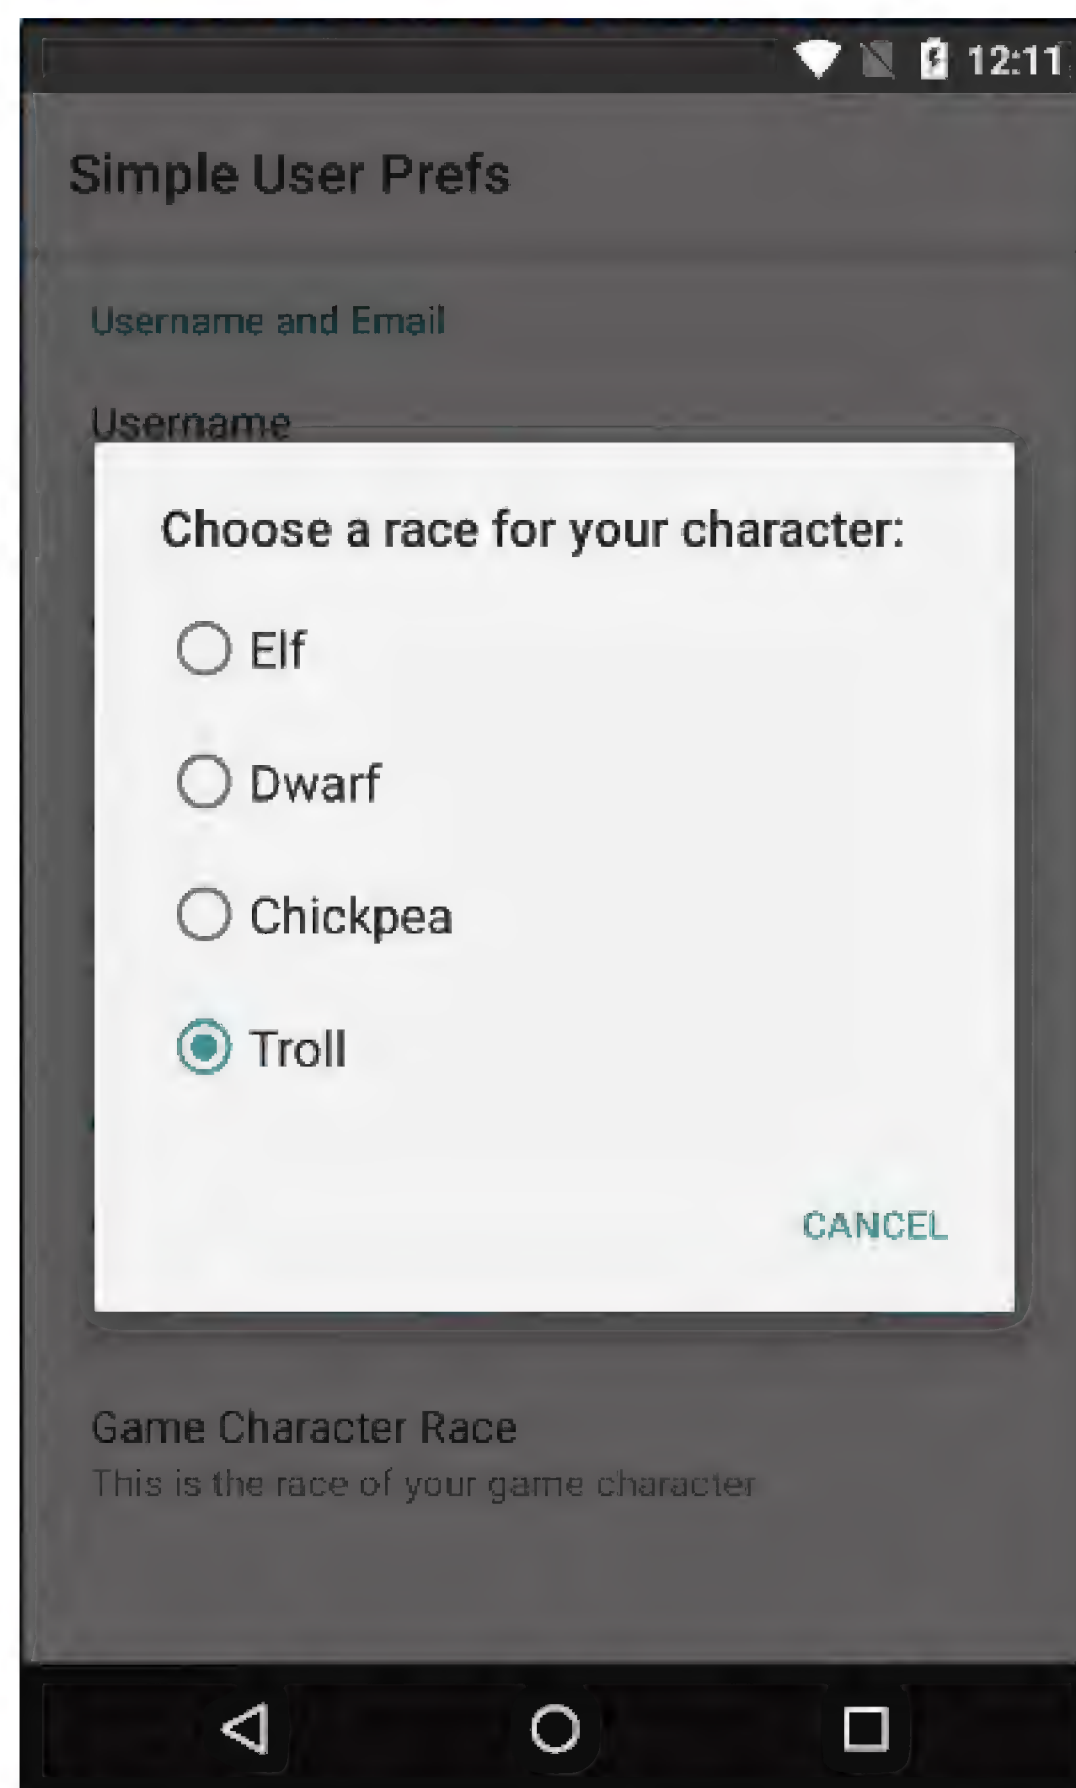 12:11
Simple User Prefs
Username and Email
Username
Choose a race for your character:
Elf
Dwarf
Chickpea
Troll
CANCEL
Game Character Race
This is the race of your game character